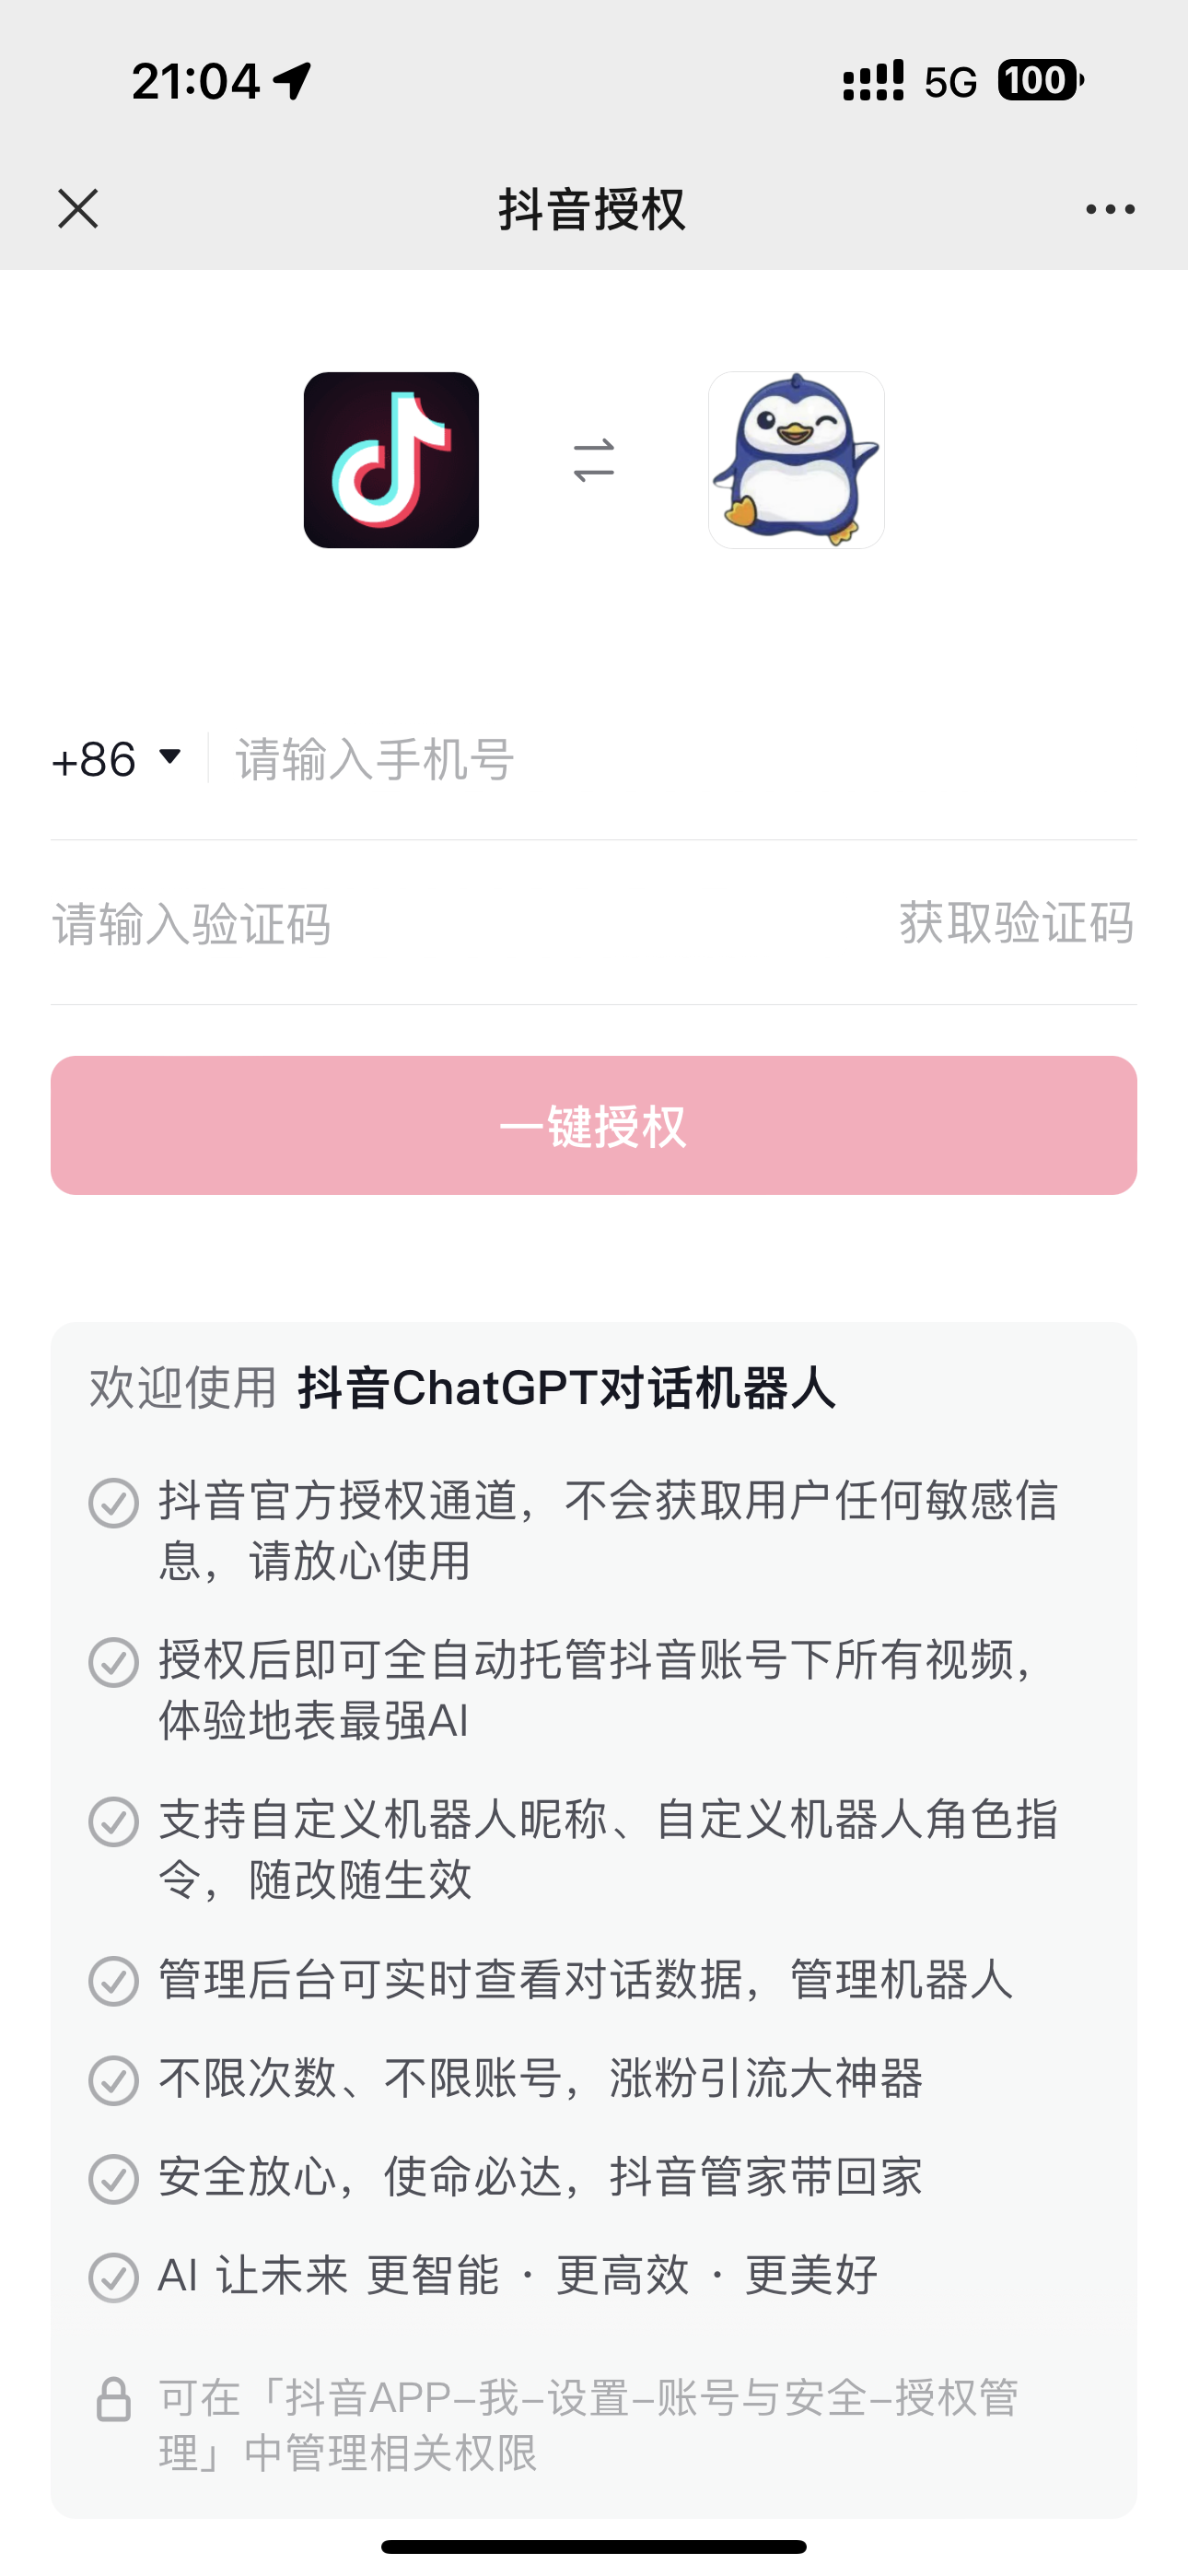 21:04
5G
100
抖音授权
+86
请输入手机号
请输入验证码
获取验证码
一键授权
欢迎使用 抖音ChatGPT对话机器人
抖音官方授权通道，不会获取用户任何敏感信
息，请放心使用
授权后即可全自动托管抖音账号下所有视频，
体验地表最强AI
支持自定义机器人昵称、自定义机器人角色指
令，随改随生效
管理后台可实时查看对话数据，管理机器人
不限次数、不限账号，涨粉引流大神器
安全放心，使命必达，抖音管家带回家
AI 让未来 更智能 · 更高效 · 更美好
可在「抖音APP-我-设置-账号与安全-授权管
理」中管理相关权限